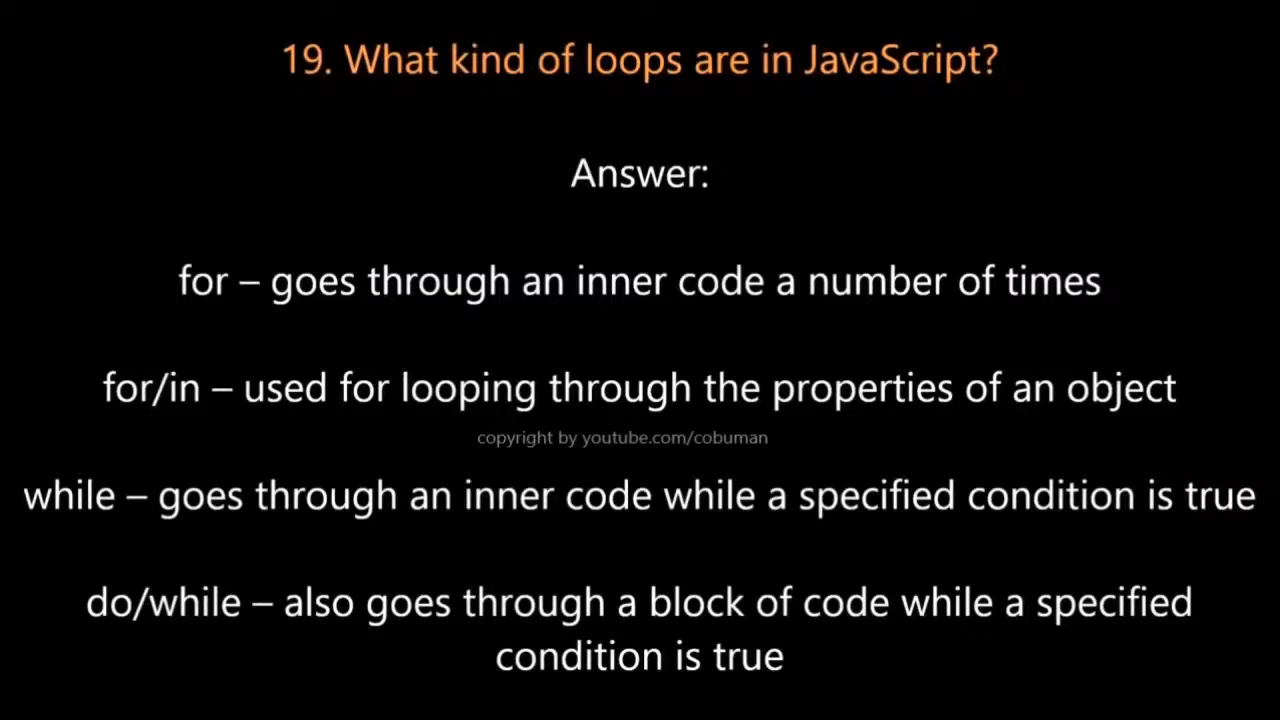 19. What kind of loops are in JavaScript?
Answer:
for – goes through an inner code a number of times
for/in – used for looping through the properties of an object
copyright by youtube.com/cobuman
while – goes through an inner code while a specified condition is true
do/while – also goes through a block of code while a specified
condition is true